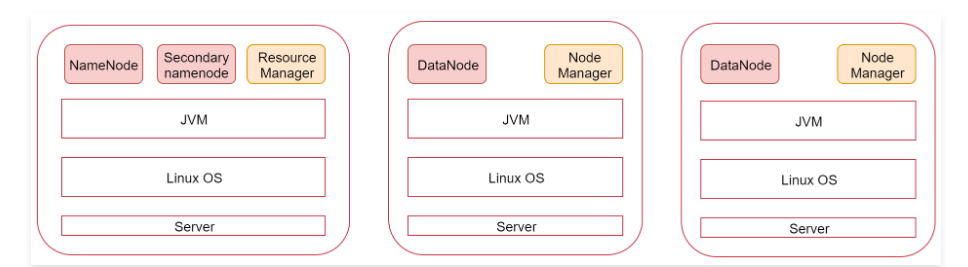 NameNode
Secondary
namenode
Resource
Manager
JVM
Linux OS
Server
DataNode
Node
Manager
JVM
Linux OS
Server
DataNode
Node
Manager
JVM
Linux OS
Server